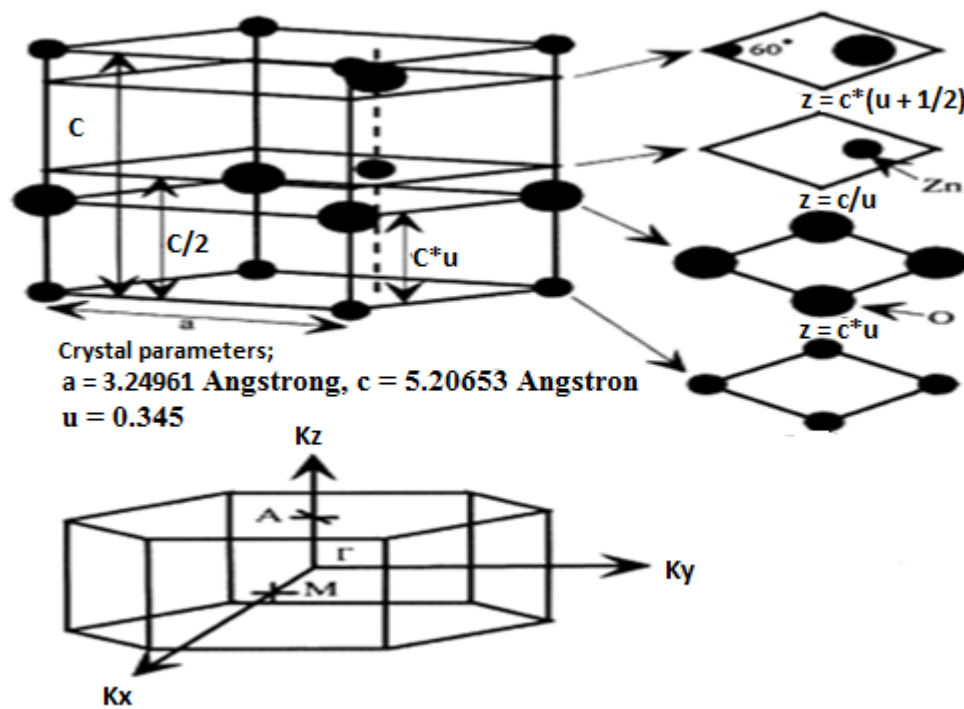 60°
z = c*(u + 1/2)
C
Zn
z = c/u
C/2
C*u
O
a
z = c*u
Crystal parameters;
a = 3.24961 Angstrong, c = 5.20653 Angstron
u = 0.345
Kz
A
Γ
Ky
M
Kx